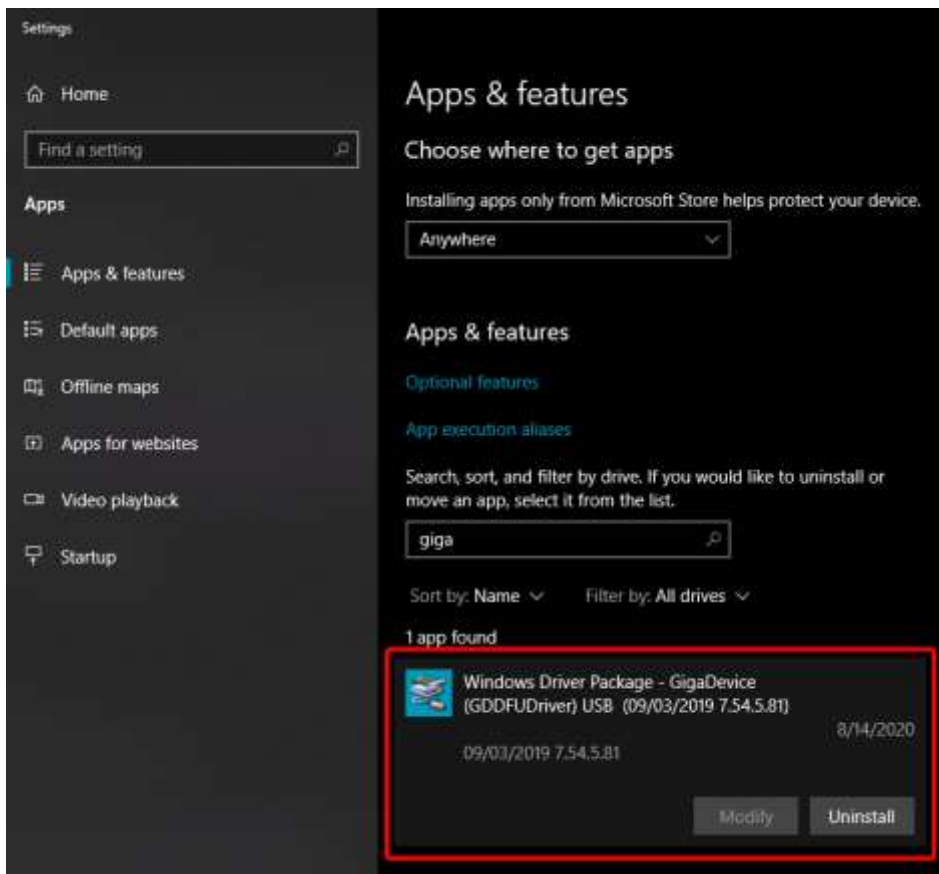 Settings
Home
Find a setting
Apps
Apps & features
Default apps
Offline maps
Apps for websites
Video playback
Startup
Apps & features
Choose where to get apps
Installing apps only from Microsoft Store helps protect your device.
Anywhere
Apps & features
Optional features
App execution aliases
Search, sort, and filter by drive. If you would like to uninstall or
move an app, select it from the list.
giga
Sort by: Name Filter by: All drives
1 app found
Windows Driver Package - GigaDevice
(GDDFUDriver) USB (09/03/2019 7.54.5.81)
8/14/2020
09/03/2019 7.54.5.81
Modify Uninstall